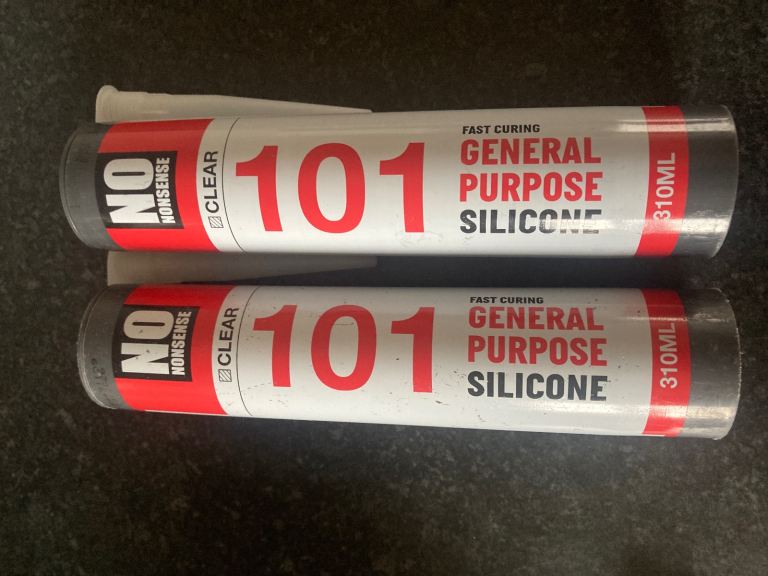 NO
NONSENSE
CLEAR
101
FAST CURING
GENERAL
PURPOSE
SILICONE
310ML
NO
NONSENSE
CLEAR
101
FAST CURING
GENERAL
PURPOSE
SILICONE
310ML